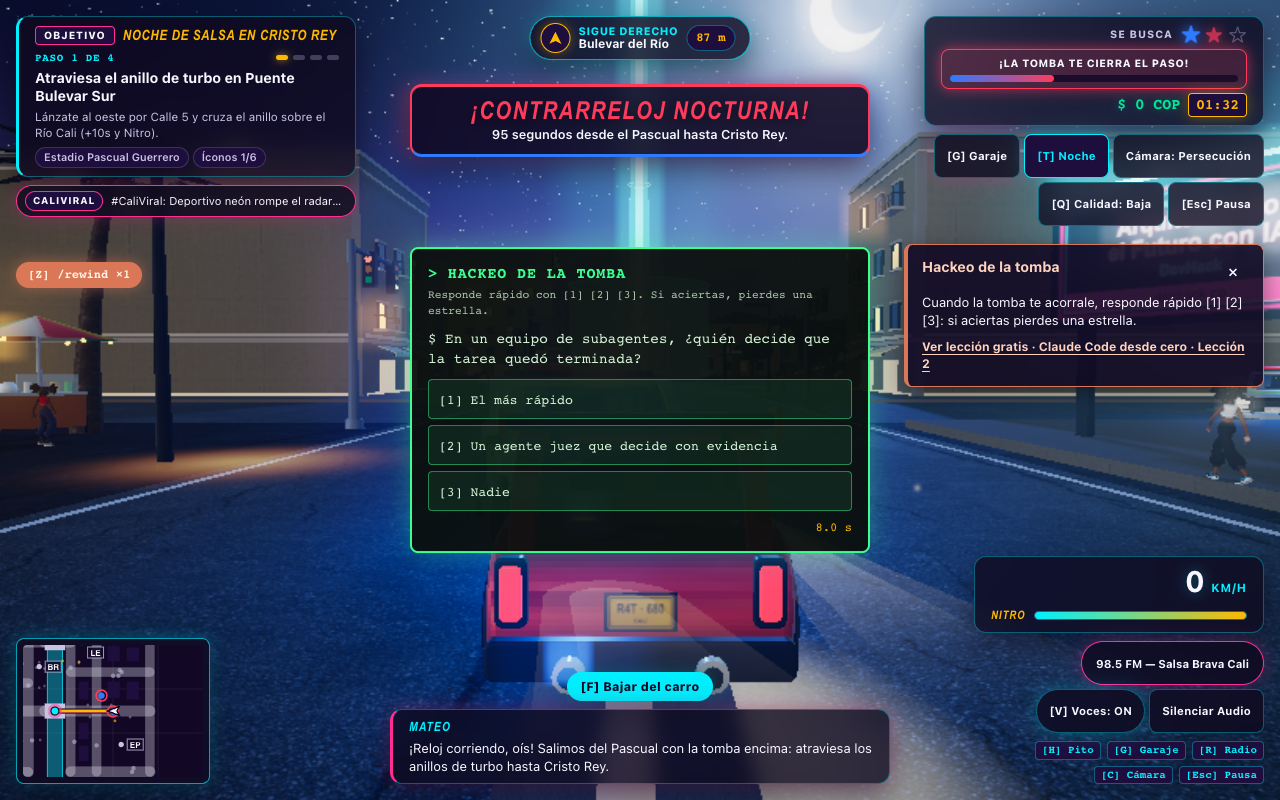 OBJETIVO NOCHE DE SALSA EN CRISTO REY
PASO 1 DE 4
Atraviesa el anillo de turbo en Puente
Bulevar Sur
Lánzate al oeste por Calle 5 y cruza el anillo sobre el
Río Cali (+10s y Nitro).
Estadio Pascual Guerrero Íconos 1/6
CALIVIRAL #CaliViral: Deportivo neón rompe el radar...
[Z] /rewind ×1
SIGUE DERECHO
Bulevar del Río
87 m
¡CONTRARRELOJ NOCTURNA!
95 segundos desde el Pascual hasta Cristo Rey.
SE BUSCA
¡LA TOMBA TE CIERRA EL PASO!
$ 0 COP 01:32
[G] Garaje [T] Noche Cámara: Persecución
[Q] Calidad: Baja [Esc] Pausa
el Futuro con IA
Hackeo de la tomba ×
Cuando la tomba te acorrale, responde rápido [1] [2]
[3]: si aciertas pierdes una estrella.
Ver lección gratis · Claude Code desde cero · Lección
2
> HACKEO DE LA TOMBA
Responde rápido con [1] [2] [3]. Si aciertas, pierdes una
estrella.
$ En un equipo de subagentes, ¿quién decide que
la tarea quedó terminada?
[1] El más rápido
[2] Un agente juez que decide con evidencia
[3] Nadie
8.0 s
R4T · 680
[F] Bajar del carro
MATEO
¡Reloj corriendo, oís! Salimos del Pascual con la tomba encima: atraviesa los
anillos de turbo hasta Cristo Rey.
LE
BR
EP
0 KM/H
NITRO
98.5 FM — Salsa Brava Cali
[V] Voces: ON Silenciar Audio
[H] Pito [G] Garaje [R] Radio
[C] Cámara [Esc] Pausa